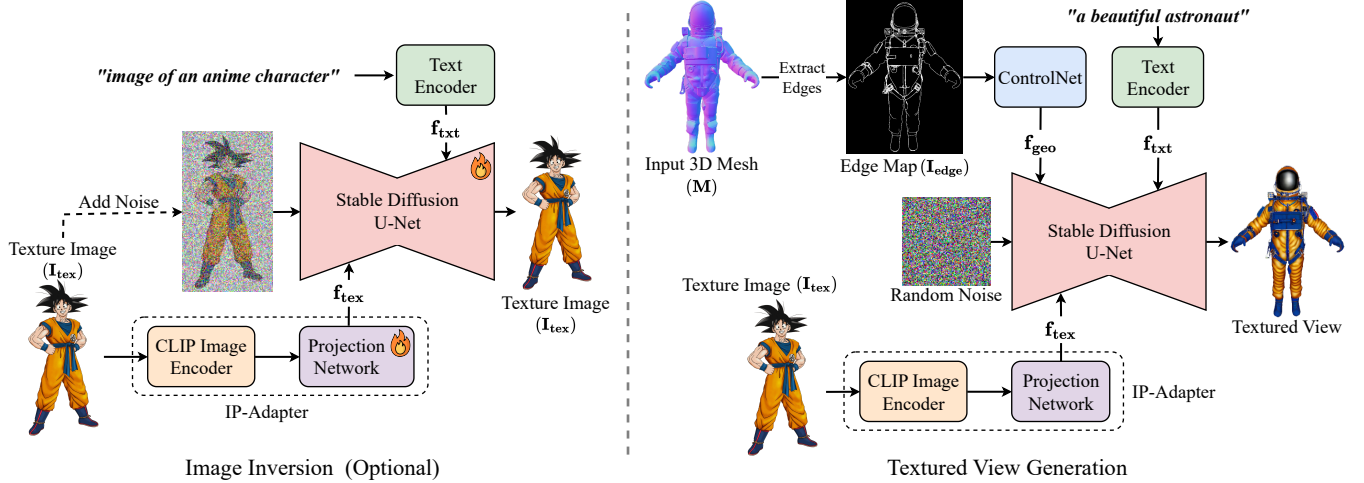 "image of an anime character"
Text
Encoder
f_txt
Add Noise
Stable Diffusion
U-Net
Texture Image
(I_tex)
Texture Image
(I_tex)
f_tex
CLIP Image
Encoder
Projection
Network
IP-Adapter
Image Inversion (Optional)
"a beautiful astronaut"
Extract
Edges
ControlNet
Text
Encoder
Input 3D Mesh
(M)
Edge Map (I_edge)
f_geo
f_txt
Stable Diffusion
U-Net
Random Noise
Textured View
Texture Image (I_tex)
f_tex
CLIP Image
Encoder
Projection
Network
IP-Adapter
Textured View Generation